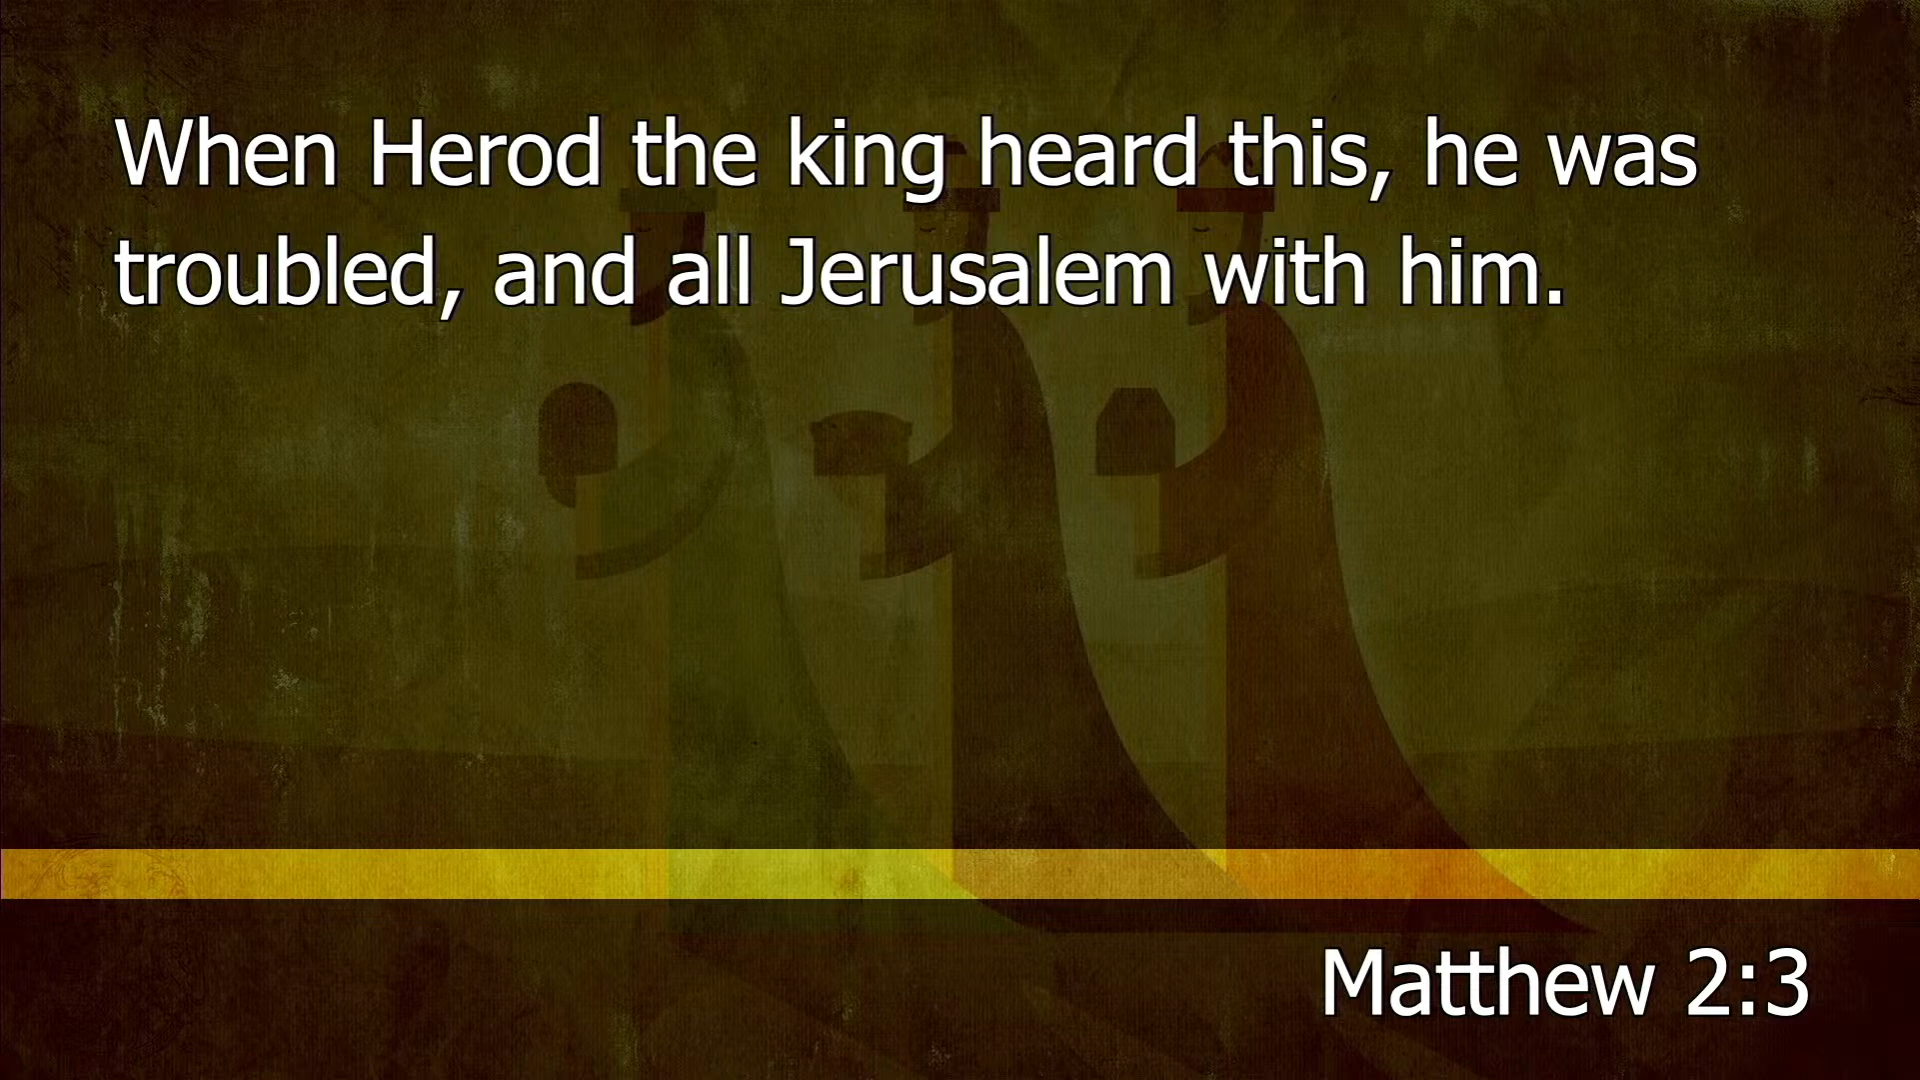 When Herod the king heard this, he was
troubled, and all Jerusalem with him.
Matthew 2:3